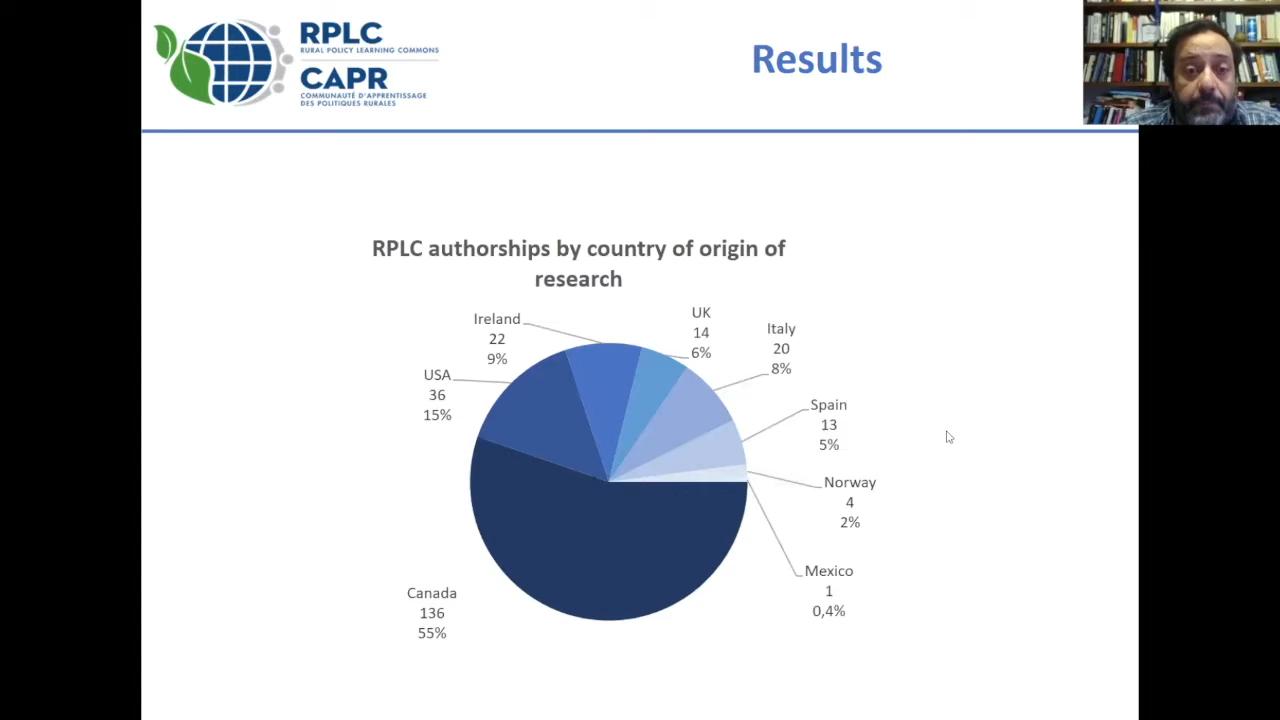 RPLC
RURAL POLICY LEARNING COMMONS
CAPR
COMMUNAUTÉ D'APPRENTISSAGE
DES POLITIQUES RURALES
Results
RPLC authorships by country of origin of
research
Ireland
22
9%
UK
14
6%
Italy
20
8%
USA
36
15%
Spain
13
5%
Norway
4
2%
Mexico
1
0,4%
Canada
136
55%